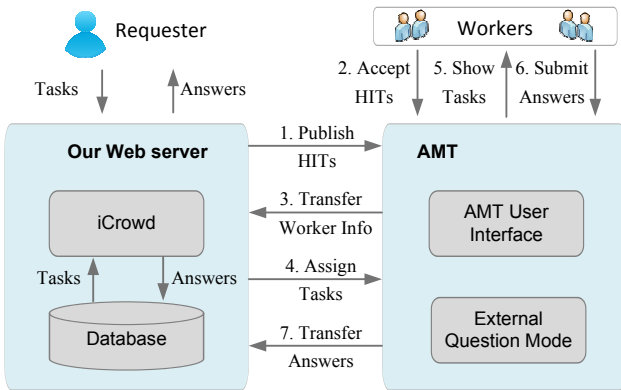 Requester
Workers
Tasks
Answers
2. Accept
HITs
5. Show
Tasks
6. Submit
Answers
Our Web server
1. Publish
HITs
AMT
iCrowd
3. Transfer
Worker Info
AMT User
Interface
Tasks
Answers
4. Assign
Tasks
Database
7. Transfer
Answers
External
Question Mode